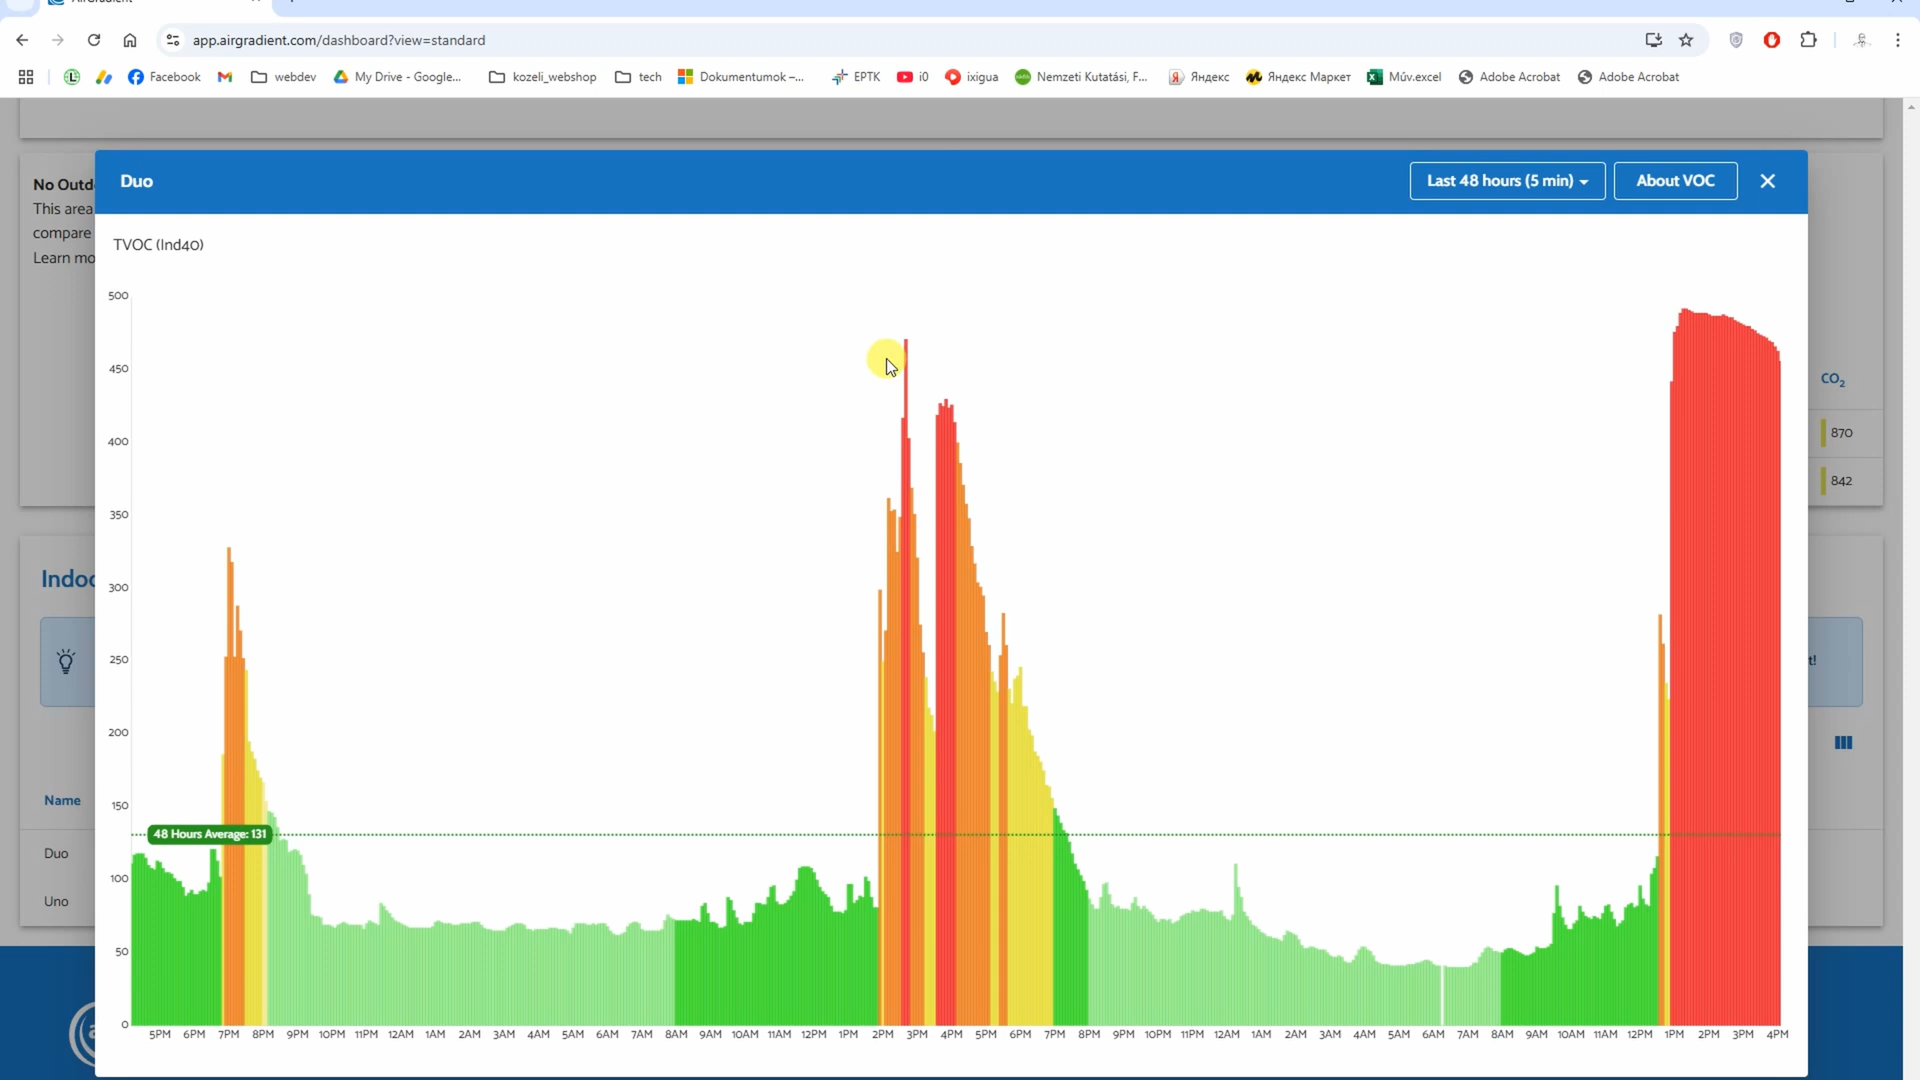 app.airgradient.com/dashboard?view=standard
Facebook
webdev
My Drive - Google...
kozeli_webshop
tech
Dokumentumok –...
EPTK
i0
ixigua
Nemzeti Kutatási, F...
Яндекс
Яндекс Маркет
Műv.excel
Adobe Acrobat
Adobe Acrobat
No Outd
This area
compare
Learn mo
Duo
Last 48 hours (5 min)
About VOC
TVOC (Ind40)
500
450
400
350
300
250
200
150
100
50
0
48 Hours Average: 131
5PM 6PM 7PM 8PM 9PM 10PM 11PM 12AM 1AM 2AM 3AM 4AM 5AM 6AM 7AM 8AM 9AM 10AM 11AM 12PM 1PM 2PM 3PM 4PM 5PM 6PM 7PM 8PM 9PM 10PM 11PM 12AM 1AM 2AM 3AM 4AM 5AM 6AM 7AM 8AM 9AM 10AM 11AM 12PM 1PM 2PM 3PM 4PM
CO₂
870
842
Indoo
t!
Name
Duo
Uno